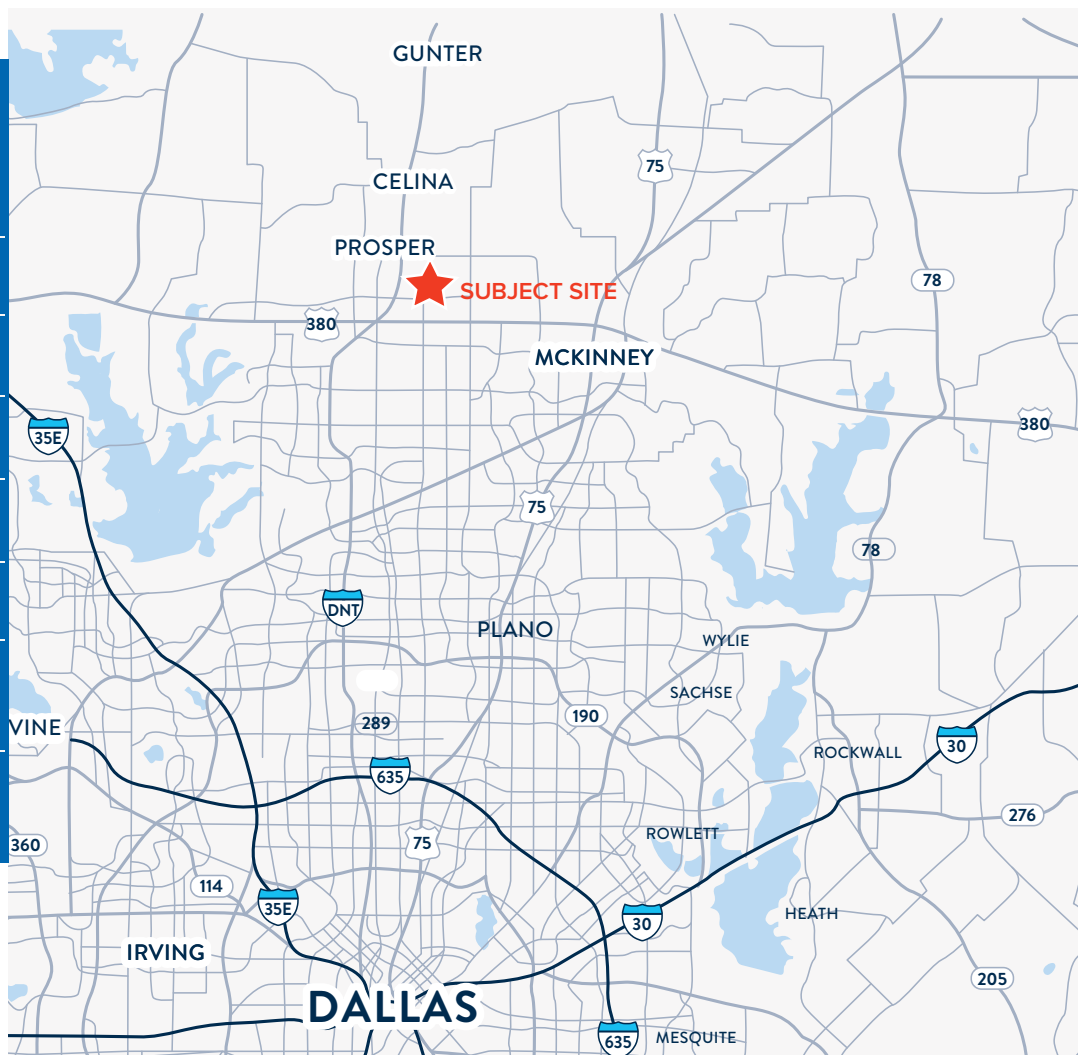 GUNTER
75
CELINA
PROSPER
78
SUBJECT SITE
380
MCKINNEY
380
35E
75
78
DNT
PLANO
WYLIE
SACHSE
190
289
VINE
30
ROCKWALL
635
276
ROWLETT
75
360
114
35E
HEATH
30
IRVING
205
DALLAS
MESQUITE
635